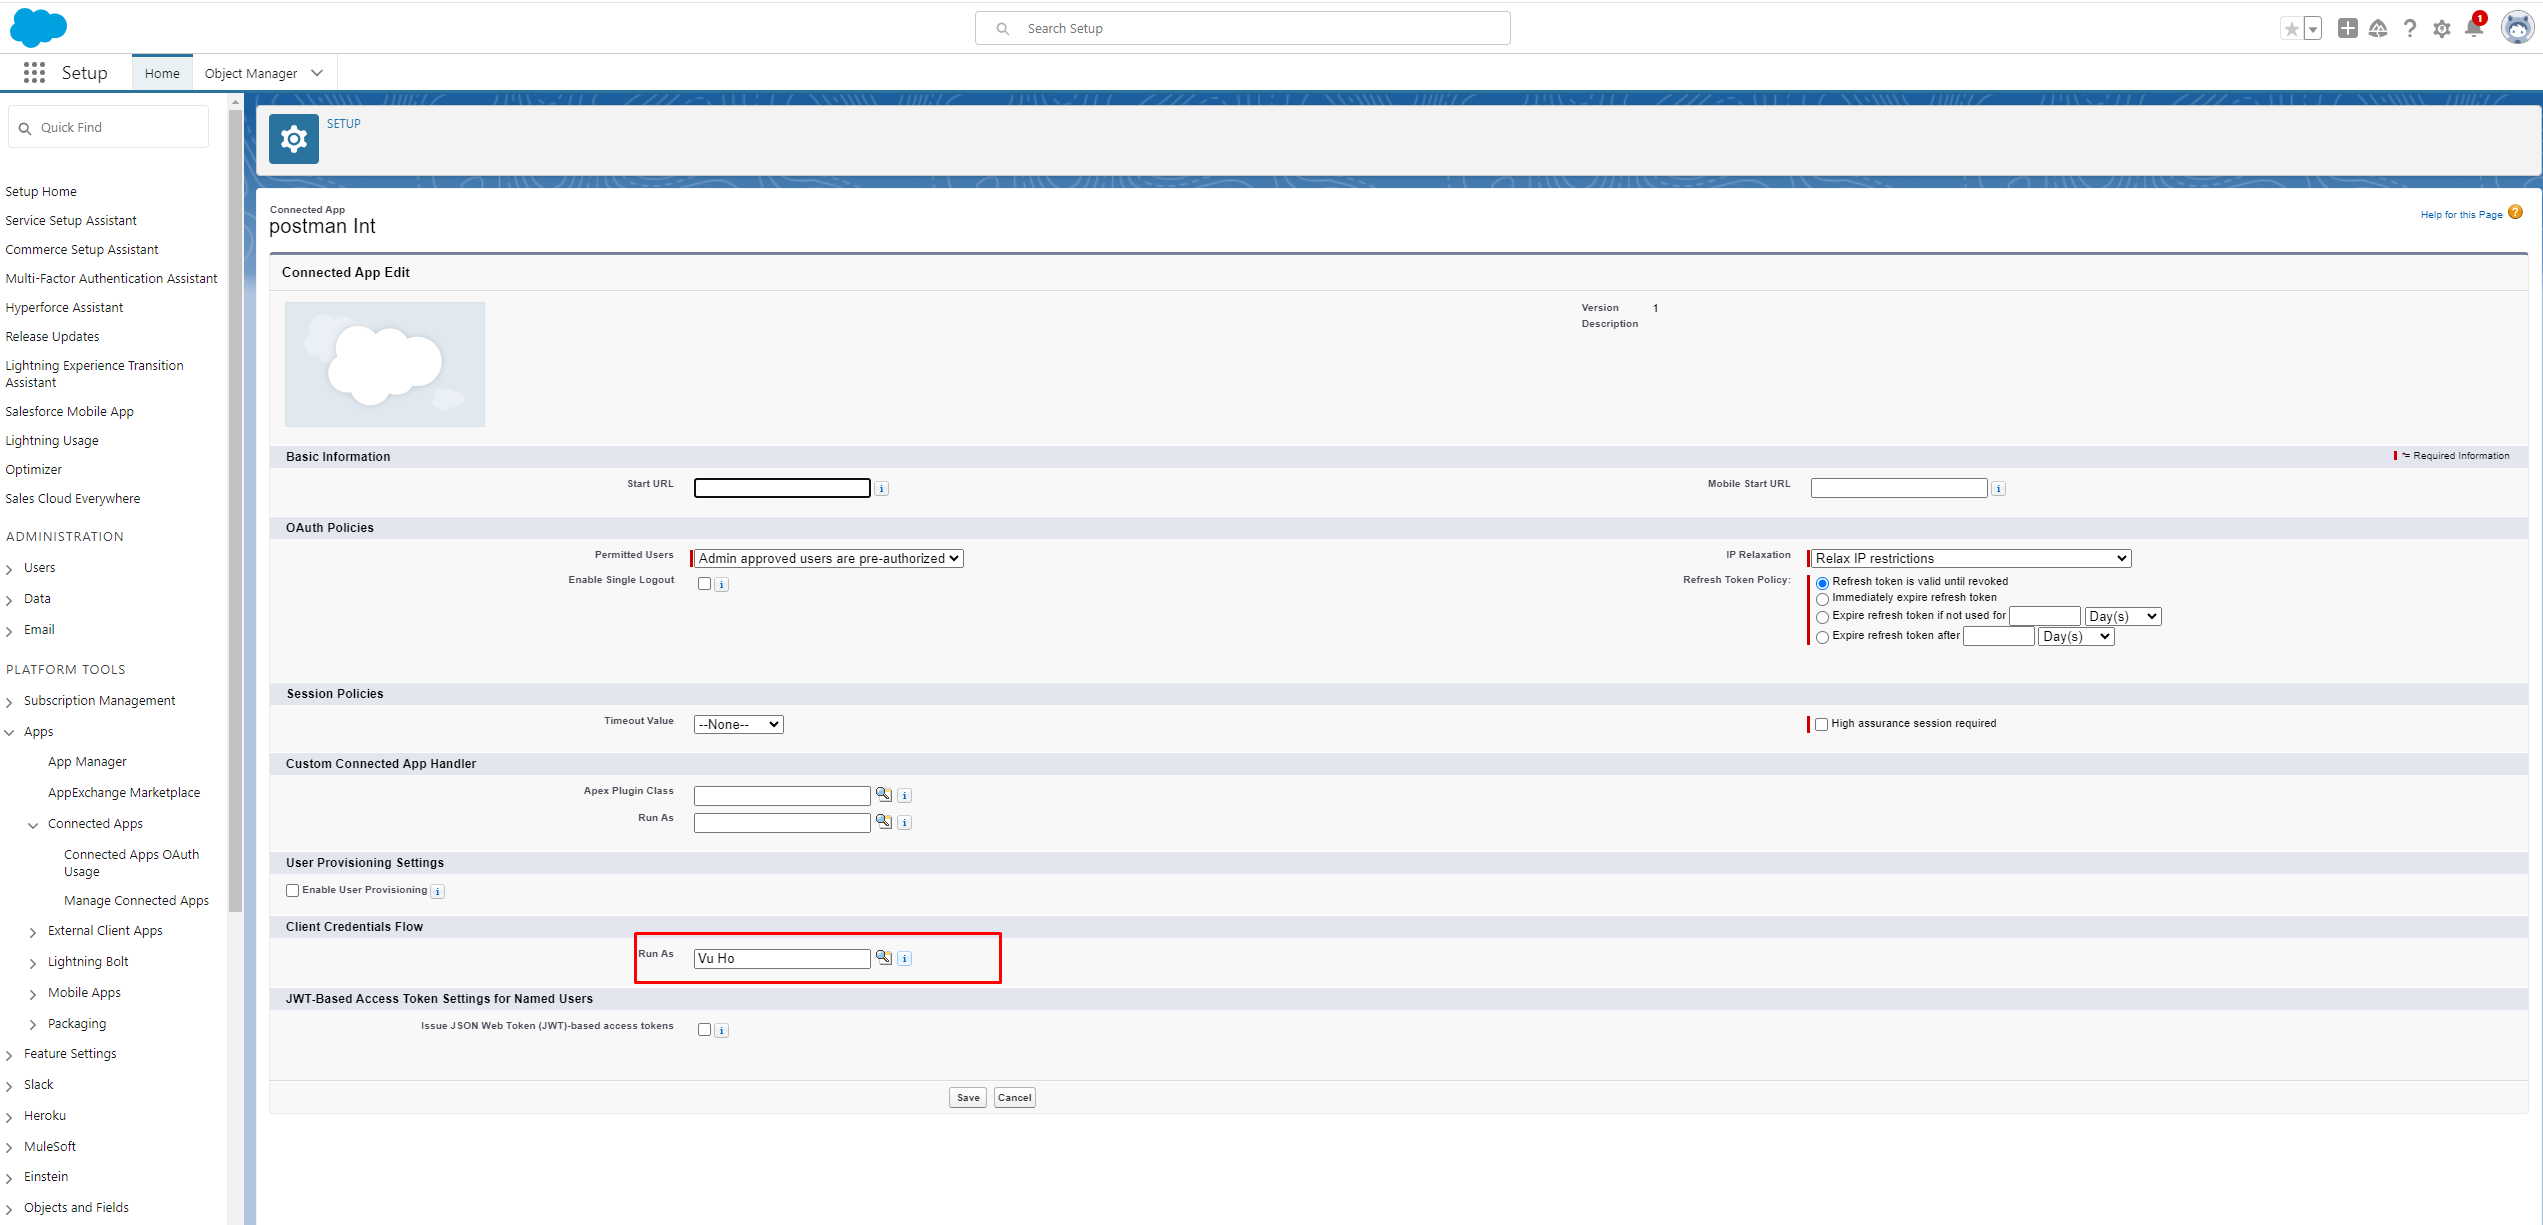 Search Setup
1
Setup
Home
Object Manager
Quick Find
Setup Home
Service Setup Assistant
Commerce Setup Assistant
Multi-Factor Authentication Assistant
Hyperforce Assistant
Release Updates
Lightning Experience Transition
Assistant
Salesforce Mobile App
Lightning Usage
Optimizer
Sales Cloud Everywhere
ADMINISTRATION
Users
Data
Email
PLATFORM TOOLS
Subscription Management
Apps
App Manager
AppExchange Marketplace
Connected Apps
Connected Apps OAuth
Usage
Manage Connected Apps
External Client Apps
Lightning Bolt
Mobile Apps
Packaging
Feature Settings
Slack
Heroku
MuleSoft
Einstein
Objects and Fields
SETUP
Connected App
postman Int
Help for this Page ?
Connected App Edit
Version 1
Description
Basic Information
*= Required Information
Start URL i
Mobile Start URL i
OAuth Policies
Permitted Users Admin approved users are pre-authorized
IP Relaxation Relax IP restrictions
Enable Single Logout i
Refresh Token Policy: Refresh token is valid until revoked
Immediately expire refresh token
Expire refresh token if not used for Day(s)
Expire refresh token after Day(s)
Session Policies
Timeout Value --None--
High assurance session required
Custom Connected App Handler
Apex Plugin Class i
Run As i
User Provisioning Settings
Enable User Provisioning i
Client Credentials Flow
Run As Vu Ho i
JWT-Based Access Token Settings for Named Users
Issue JSON Web Token (JWT)-based access tokens i
Save Cancel